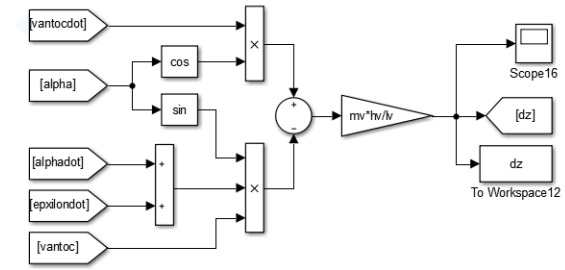 [vantocdot]
×
cos
[alpha]
sin
Scope16
+
−
mv*hv/lv
[dz]
[alphadot]
+
×
dz
[epxilondot]
+
To Workspace12
[vantoc]